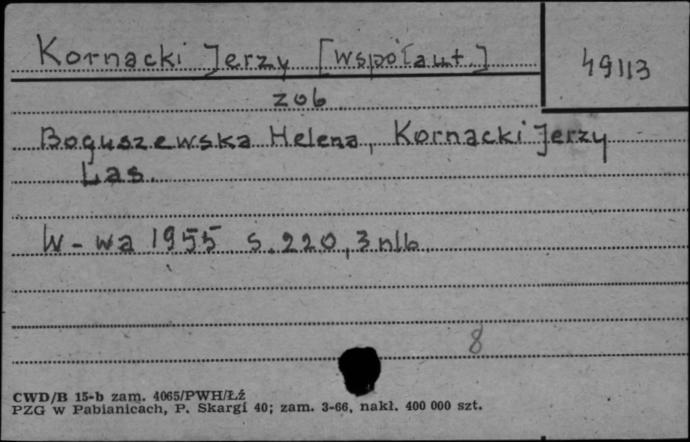 Kornacki Jerzy [współaut.]
49113
zob
Boguszewska Helena, Kornacki Jerzy
Las.
W-wa 1955 s. 220, 3 nlb.
8
CWD/B 15-b zam. 4065/PWH/Łź
PZG w Pabianicach, P. Skargi 40; zam. 3-66, nakł. 400 000 szt.